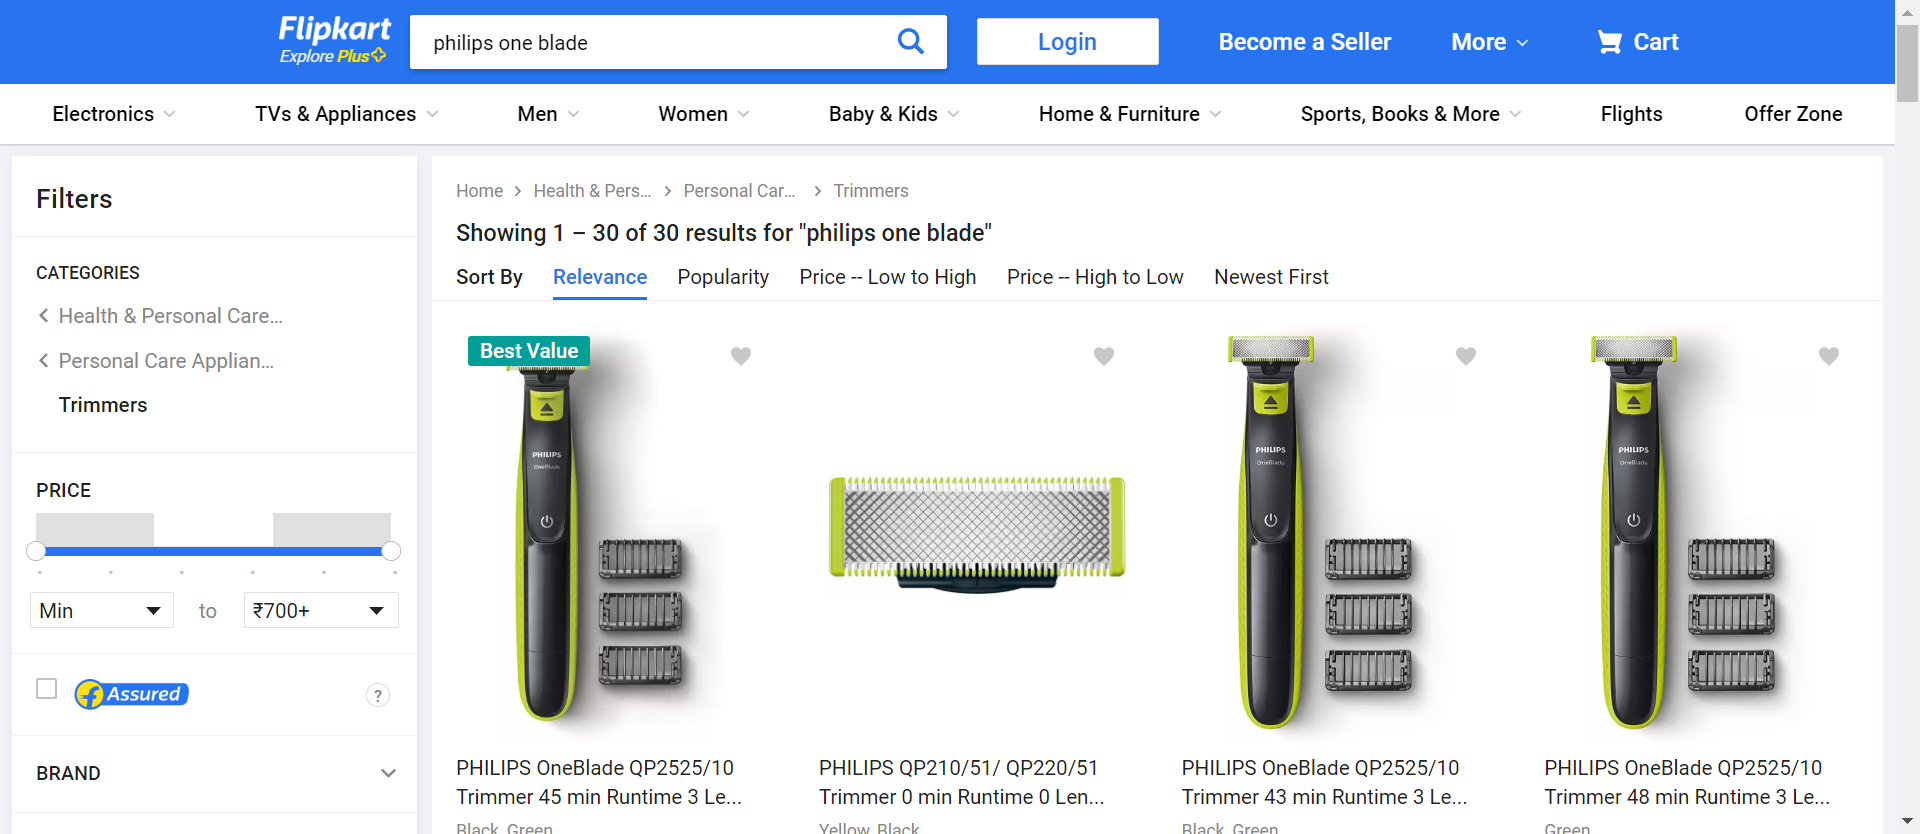 Flipkart
Explore Plus
philips one blade
Login
Become a Seller
More
Cart
Electronics
TVs & Appliances
Men
Women
Baby & Kids
Home & Furniture
Sports, Books & More
Flights
Offer Zone
Filters
CATEGORIES
Health & Personal Care...
Personal Care Applian...
Trimmers
PRICE
Min
to
₹700+
Assured
?
BRAND
Home
Health & Pers...
Personal Car...
Trimmers
Showing 1 – 30 of 30 results for "philips one blade"
Sort By
Relevance
Popularity
Price -- Low to High
Price -- High to Low
Newest First
Best Value
PHILIPS
OneBlade
PHILIPS OneBlade QP2525/10
Trimmer 45 min Runtime 3 Le...
Black, Green
PHILIPS QP210/51/ QP220/51
Trimmer 0 min Runtime 0 Len...
Yellow, Black
PHILIPS
OneBlade
PHILIPS OneBlade QP2525/10
Trimmer 43 min Runtime 3 Le...
Black, Green
PHILIPS
OneBlade
PHILIPS OneBlade QP2525/10
Trimmer 48 min Runtime 3 Le...
Green